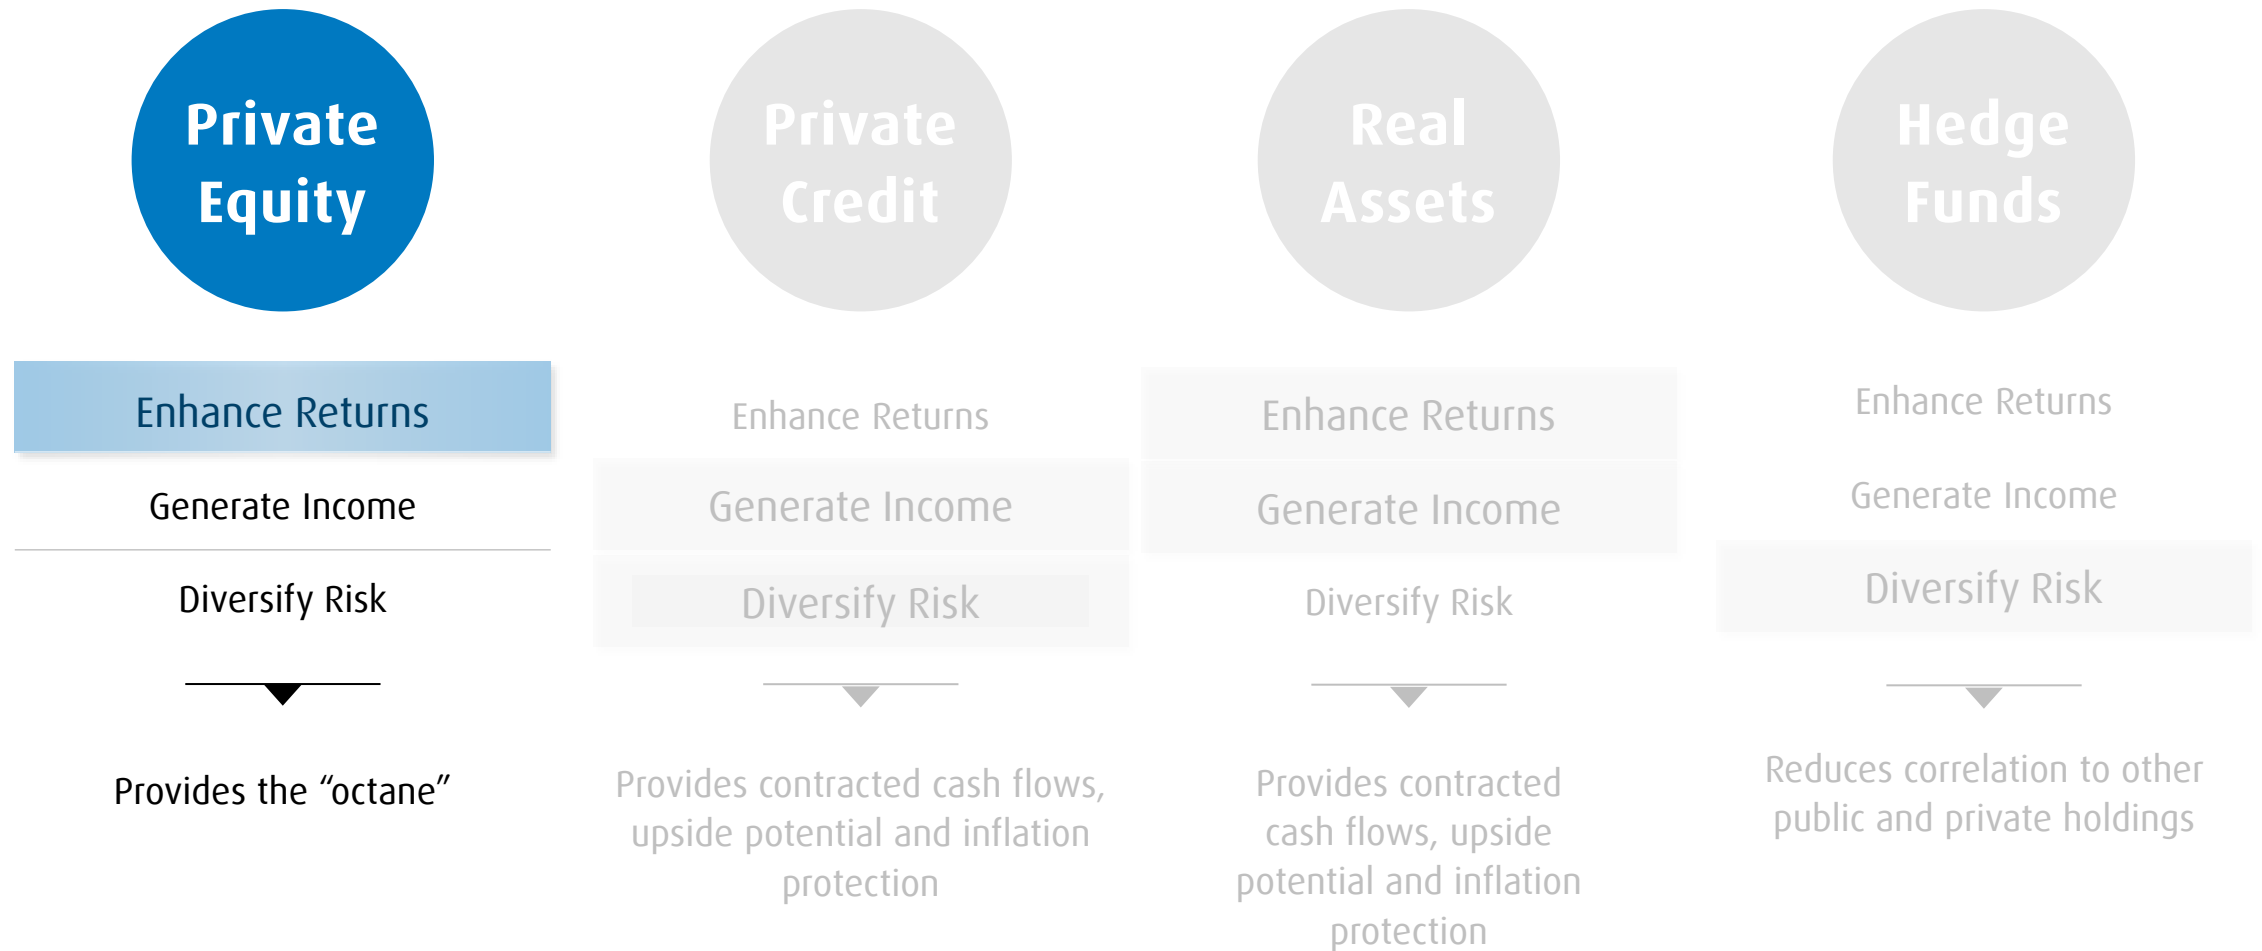 Private
Equity
Enhance Returns
Generate Income
Diversify Risk
Provides the “octane”
Private
Credit
Enhance Returns
Generate Income
Diversify Risk
Provides contracted cash flows,
upside potential and inflation
protection
Real
Assets
Enhance Returns
Generate Income
Diversify Risk
Provides contracted
cash flows, upside
potential and inflation
protection
Hedge
Funds
Enhance Returns
Generate Income
Diversify Risk
Reduces correlation to other
public and private holdings